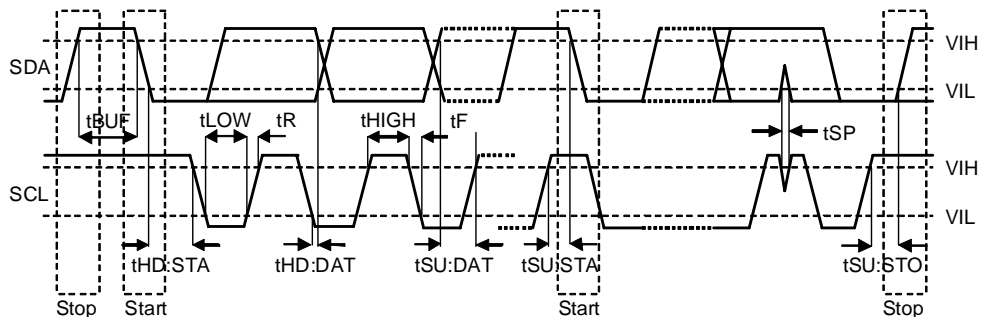 VIH
SDA
VIL
tBUF
tLOW
tR
tHIGH
tF
tSP
VIH
SCL
VIL
tHD:STA
tHD:DAT
tSU:DAT
tSU:STA
tSU:STO
Stop
Start
Start
Stop